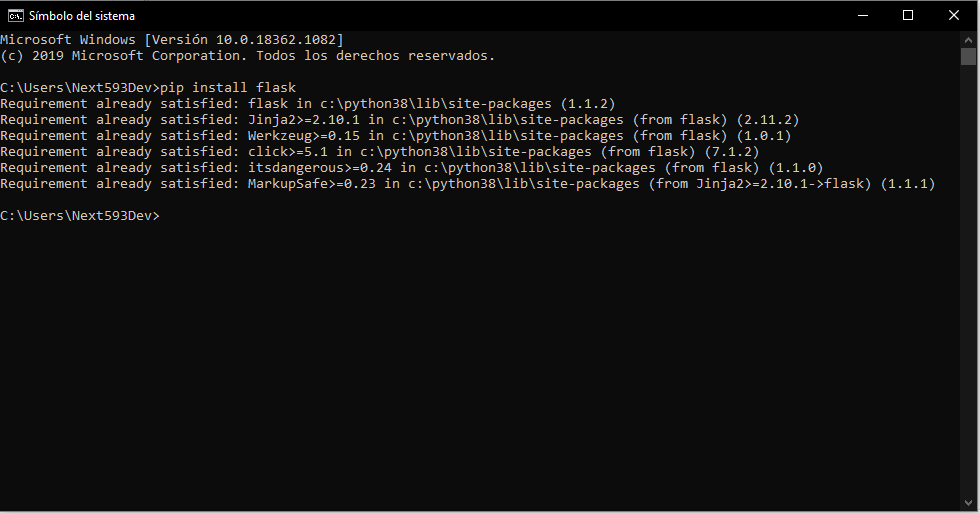 Símbolo del sistema
Microsoft Windows [Versión 10.0.18362.1082]
(c) 2019 Microsoft Corporation. Todos los derechos reservados.
C:\Users\Next593Dev>pip install flask
Requirement already satisfied: flask in c:\python38\lib\site-packages (1.1.2)
Requirement already satisfied: Jinja2>=2.10.1 in c:\python38\lib\site-packages (from flask) (2.11.2)
Requirement already satisfied: Werkzeug>=0.15 in c:\python38\lib\site-packages (from flask) (1.0.1)
Requirement already satisfied: click>=5.1 in c:\python38\lib\site-packages (from flask) (7.1.2)
Requirement already satisfied: itsdangerous>=0.24 in c:\python38\lib\site-packages (from flask) (1.1.0)
Requirement already satisfied: MarkupSafe>=0.23 in c:\python38\lib\site-packages (from Jinja2>=2.10.1->flask) (1.1.1)
C:\Users\Next593Dev>